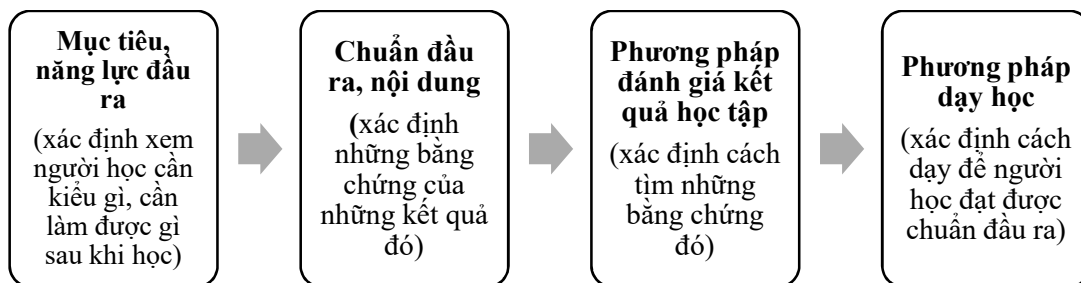 Mục tiêu,
năng lực đầu
ra
(xác định xem
người học cần
kiểu gì, cần
làm được gì
sau khi học)
Chuẩn đầu
ra, nội dung
(xác định
những bằng
chứng của
những kết quả
đó)
Phương pháp
đánh giá kết
quả học tập
(xác định cách
tìm những
bằng chứng
đó)
Phương pháp
dạy học
(xác định cách
dạy để người
học đạt được
chuẩn đầu ra)